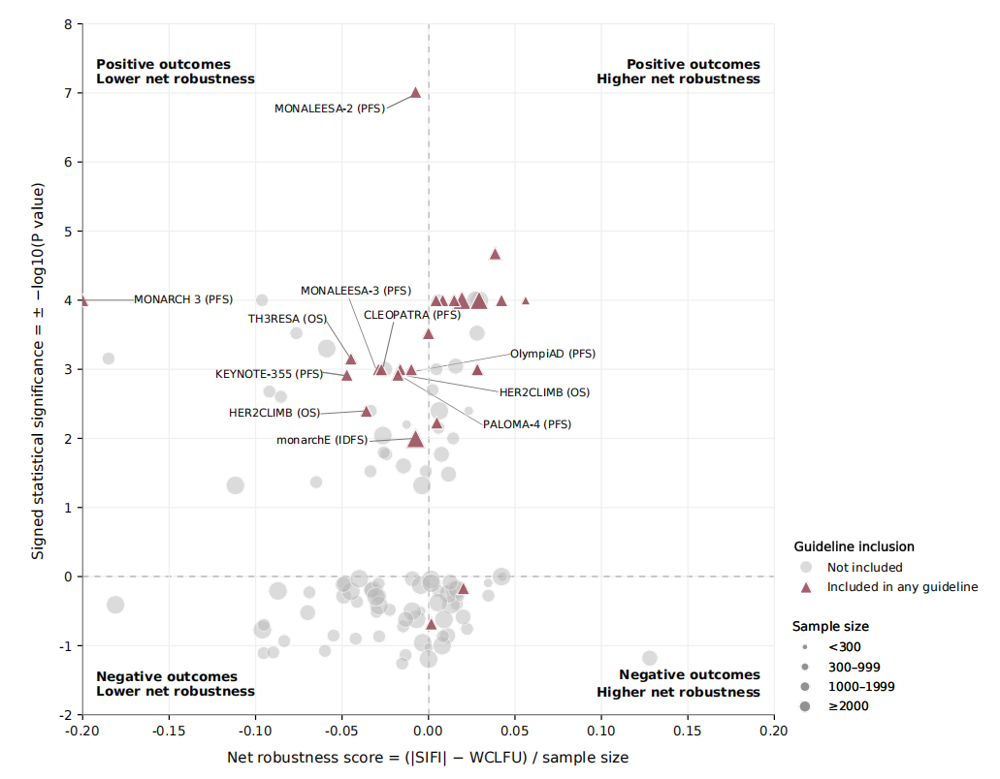 8
Positive outcomes
Lower net robustness
Positive outcomes
Higher net robustness
7
MONALEESA-2 (PFS)
6
5
4
MONARCH 3 (PFS)
MONALEESA-3 (PFS)
TH3RESA (OS)
CLEOPATRA (PFS)
OlympiAD (PFS)
3
KEYNOTE-355 (PFS)
HER2CLIMB (OS)
HER2CLIMB (OS)
PALOMA-4 (PFS)
monarchE (IDFS)
2
1
0
-1
Negative outcomes
Lower net robustness
Negative outcomes
Higher net robustness
-2
-0.20
-0.15
-0.10
-0.05
0.00
0.05
0.10
0.15
0.20
Net robustness score = (|SIFI| − WCLFU) / sample size
Signed statistical significance = ± −log10(P value)
Guideline inclusion
Not included
Included in any guideline
Sample size
<300
300–999
1000–1999
≥2000